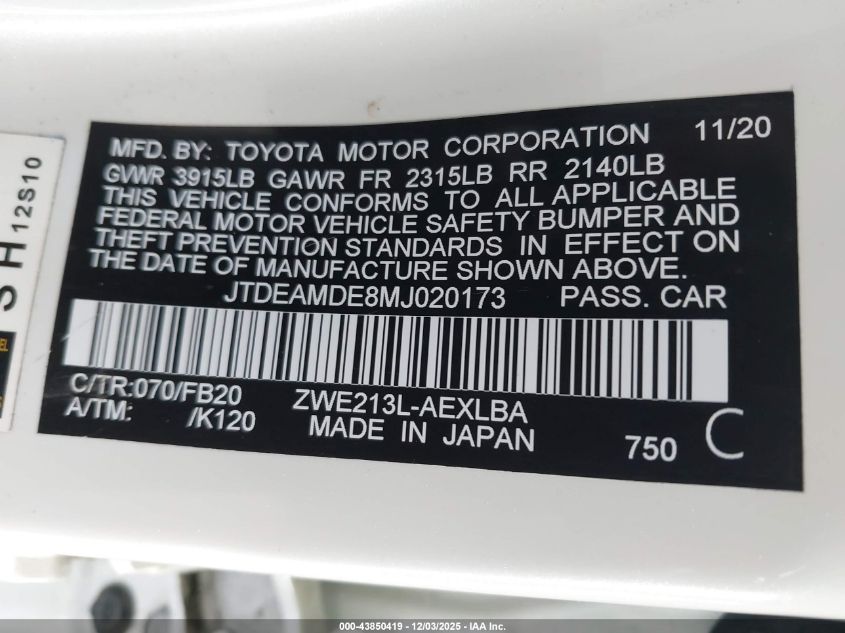 MFD. BY: TOYOTA MOTOR CORPORATION 11/20
GVWR 3915LB GAWR FR 2315LB RR 2140LB
THIS VEHICLE CONFORMS TO ALL APPLICABLE
FEDERAL MOTOR VEHICLE SAFETY BUMPER AND
THEFT PREVENTION STANDARDS IN EFFECT ON
THE DATE OF MANUFACTURE SHOWN ABOVE.
JTDEAMDE8MJ020173 PASS. CAR
C/TR:070/FB20 ZWE213L-AEXLBA
A/TM: /K120 MADE IN JAPAN 750 C
S H 12S10
000-43850419 - 12/03/2025 - IAA Inc.